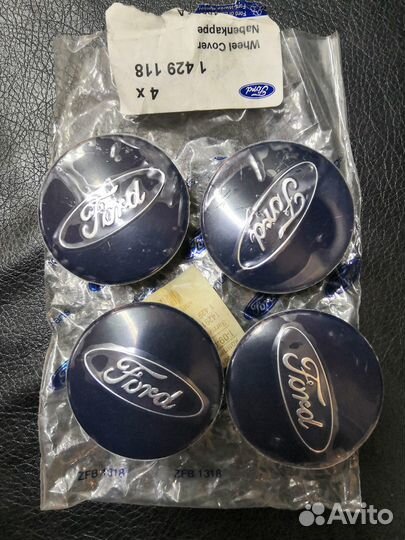 Wheel Cover
Nabenkappe
1 429 118
4 x
Ford
Ford
Ford
Ford
Ford
ZFB 1318
ZFB 1318
Avito